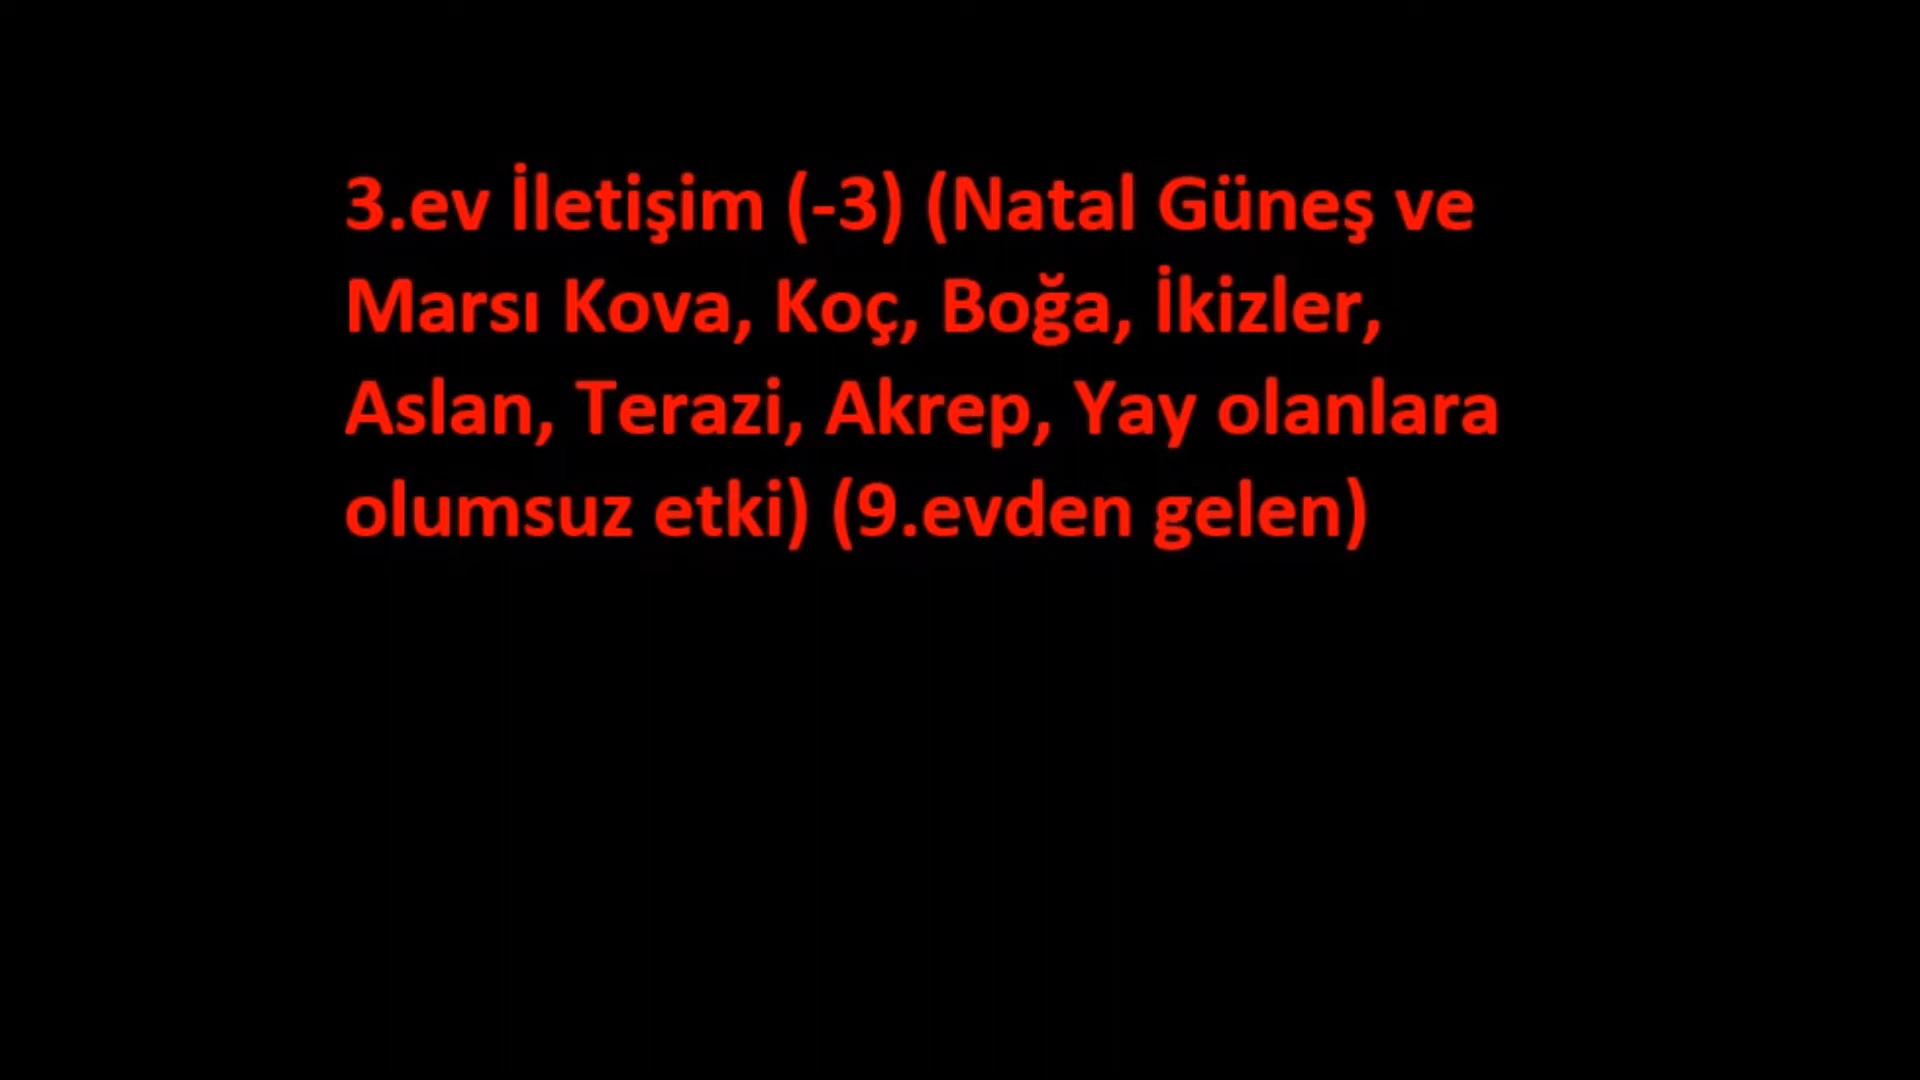 3.ev İletişim (-3) (Natal Güneş ve
Marsı Kova, Koç, Boğa, İkizler,
Aslan, Terazi, Akrep, Yay olanlara
olumsuz etki) (9.evden gelen)